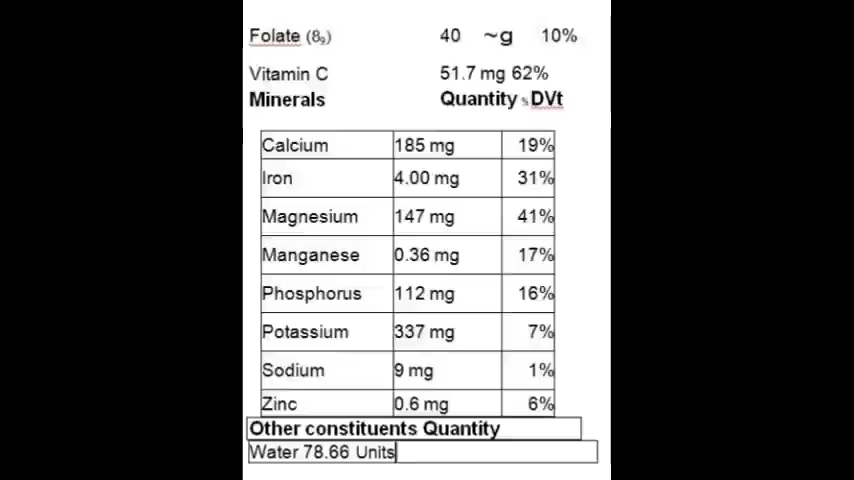 Folate (8₉) 40 ~g 10%
Vitamin C 51.7 mg 62%
Minerals Quantity % DVt
Calcium 185 mg 19%
Iron 4.00 mg 31%
Magnesium 147 mg 41%
Manganese 0.36 mg 17%
Phosphorus 112 mg 16%
Potassium 337 mg 7%
Sodium 9 mg 1%
Zinc 0.6 mg 6%
Other constituents Quantity
Water 78.66 Units